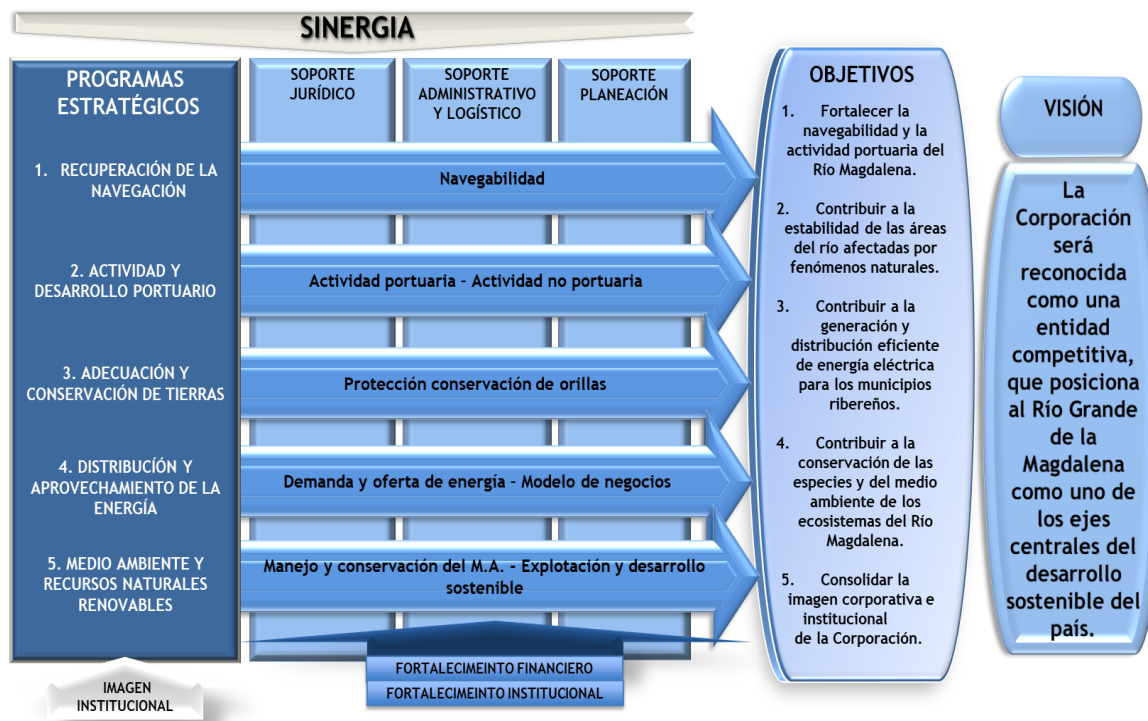 SINERGIA
PROGRAMAS
ESTRATÉGICOS
1. RECUPERACIÓN DE LA
NAVEGACIÓN
2. ACTIVIDAD Y
DESARROLLO PORTUARIO
3. ADECUACIÓN Y
CONSERVACIÓN DE TIERRAS
4. DISTRIBUCÍÓN Y
APROVECHAMIENTO DE LA
ENERGÍA
5. MEDIO AMBIENTE Y
RECURSOS NATURALES
RENOVABLES
IMAGEN
INSTITUCIONAL
SOPORTE
JURÍDICO
SOPORTE
ADMINISTRATIVO
Y LOGÍSTICO
SOPORTE
PLANEACIÓN
Navegabilidad
Actividad portuaria – Actividad no portuaria
Protección conservación de orillas
Demanda y oferta de energía – Modelo de negocios
Manejo y conservación del M.A. - Explotación y desarrollo
sostenible
FORTALECIMEINTO FINANCIERO
FORTALECIMEINTO INSTITUCIONAL
OBJETIVOS
1. Fortalecer la
navegabilidad y la
actividad portuaria del
Río Magdalena.
2. Contribuir a la
estabilidad de las áreas
del río afectadas por
fenómenos naturales.
3. Contribuir a la
generación y
distribución eficiente
de energía eléctrica
para los municipios
ribereños.
4. Contribuir a la
conservación de las
especies y del medio
ambiente de los
ecosistemas del Río
Magdalena.
5. Consolidar la
imagen corporativa e
institucional
de la Corporación.
VISIÓN
La
Corporación
será
reconocida
como una
entidad
competitiva,
que posiciona
al Río Grande
de la
Magdalena
como uno de
los ejes
centrales del
desarrollo
sostenible del
país.